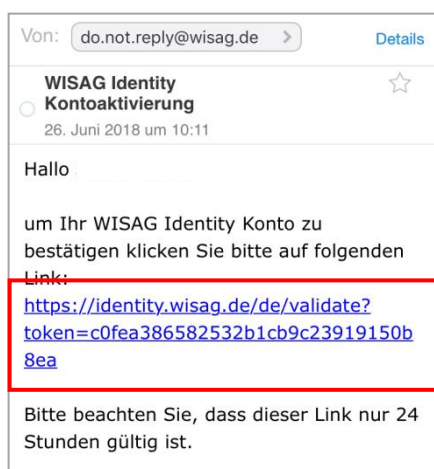 Von: do.not.reply@wisag.de Details
WISAG Identity
Kontoaktivierung
26. Juni 2018 um 10:11
Hallo
um Ihr WISAG Identity Konto zu
bestätigen klicken Sie bitte auf folgenden
Link:
https://identity.wisag.de/de/validate?
token=c0fea386582532b1cb9c23919150b
8ea
Bitte beachten Sie, dass dieser Link nur 24
Stunden gültig ist.